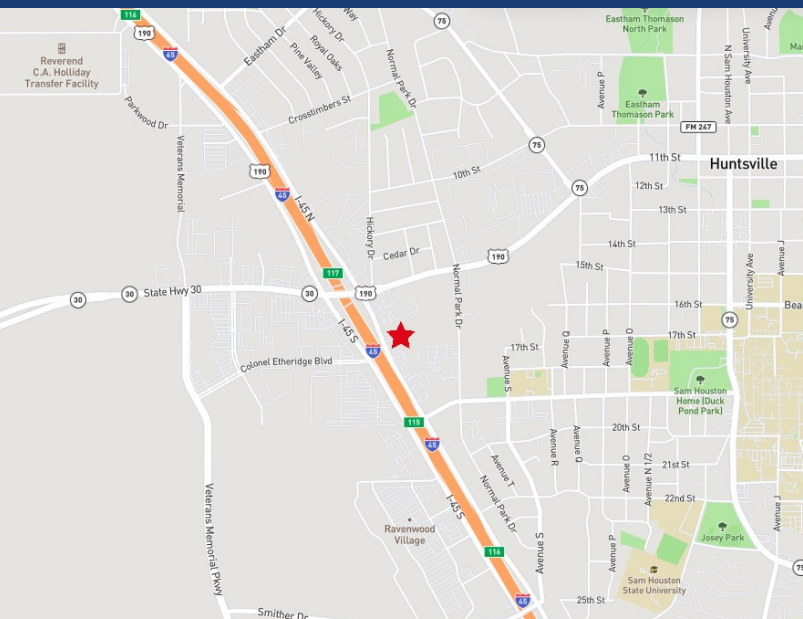 116
190
45
Reverend
C.A. Holliday
Transfer Facility
Parkwood Dr
Veterans Memorial
Eastham Dr
Hickory Dr
Way
Royal Oaks
Pine Valley
Crosslimbers St
Normal Park Dr
75
Eastham Thomason
North Park
Avenue P
N Sam Houston Ave
University Ave
Eastham
Thomason Park
FM 247
75
11th St
Huntsville
190
45
I-45 N
10th St
75
12th St
13th St
Hickory Dr
Cedar Dr
190
14th St
15th St
University Ave
Avenue J
117
30
30
State Hwy 30
30
190
Normal Park Dr
16th St
75
17th St
17th St
I-45 S
45
Colonel Etheridge Blvd
Avenue S
Avenue Q
Avenue P
Avenue O
Sam Houston
Home (Duck
Pond Park)
115
45
20th St
Avenue R
Avenue Q
Avenue O
Avenue N 1/2
21st St
22nd St
Avenue T
Normal Park Dr
I-45 S
Veterans Memorial Pkwy
Ravenwood
Village
Avenue S
Avenue P
Avenue J
Josey Park
116
Sam Houston
State University
45
25th St
Smither Dr